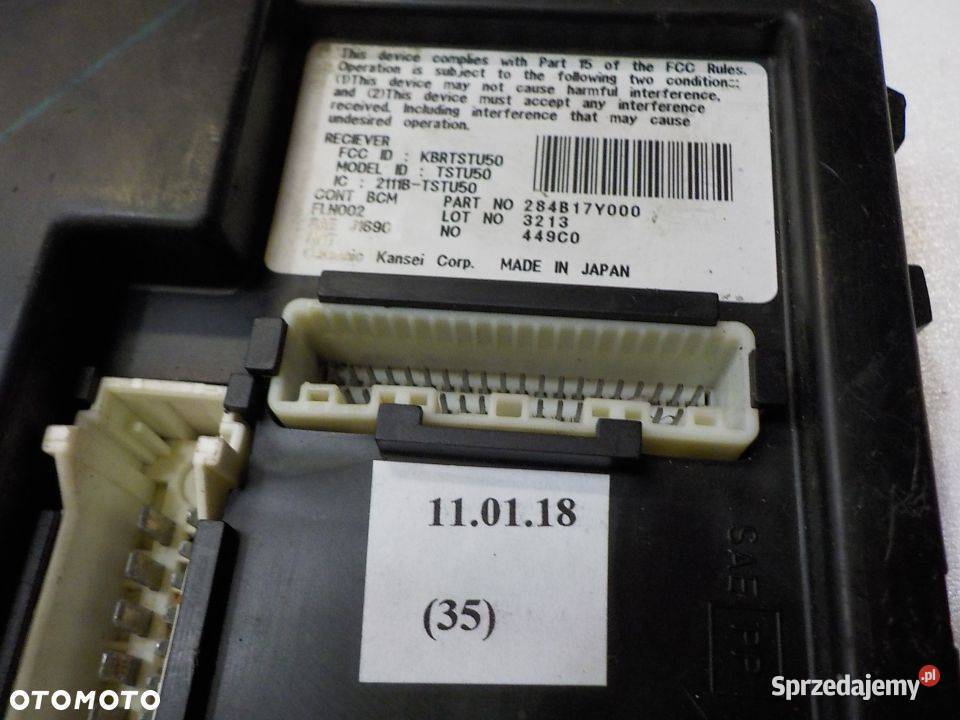 This device complies with Part 15 of the FCC Rules.
Operation is subject to the following two conditions:
(1)This device may not cause harmful interference,
and (2)This device must accept any interference
received. Including interference that may cause
undesired operation.
RECIEVER
FCC ID : KBRTSTU50
MODEL ID : TSTU50
IC : 2111B-TSTU50
CONT BCM PART NO 284B17Y000
FLN002 LOT NO 3213
NO 449C0
Kansei Corp. MADE IN JAPAN
11.01.18
(35)
SAE
PP
OTOMOTO
Sprzedajemy.pl